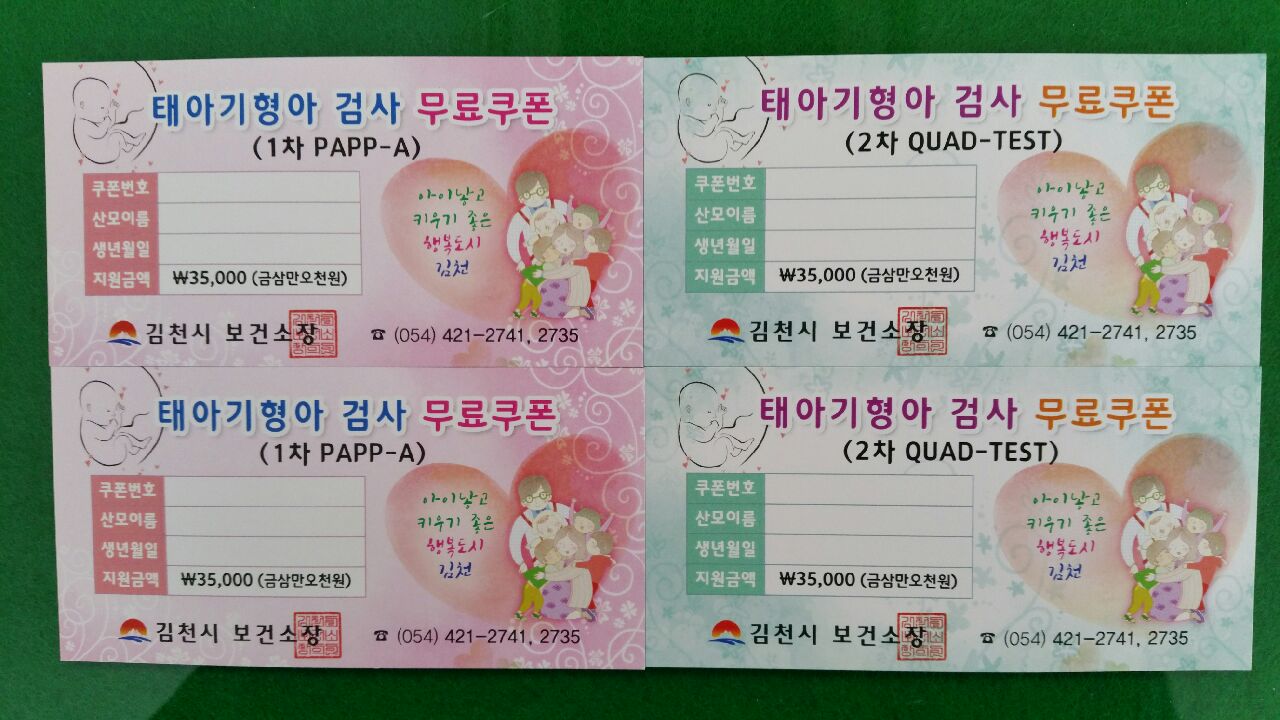 태아기형아 검사 무료쿠폰
(1차 PAPP-A)
쿠폰번호
산모이름
생년월일
지원금액 ₩35,000 (금삼만오천원)
아이낳고
키우기 좋은
행복도시
김천
김천시 보건소장
☎ (054) 421-2741, 2735
태아기형아 검사 무료쿠폰
(2차 QUAD-TEST)
쿠폰번호
산모이름
생년월일
지원금액 ₩35,000 (금삼만오천원)
아이낳고
키우기 좋은
행복도시
김천
김천시 보건소장
☎ (054) 421-2741, 2735
태아기형아 검사 무료쿠폰
(1차 PAPP-A)
쿠폰번호
산모이름
생년월일
지원금액 ₩35,000 (금삼만오천원)
아이낳고
키우기 좋은
행복도시
김천
김천시 보건소장
☎ (054) 421-2741, 2735
태아기형아 검사 무료쿠폰
(2차 QUAD-TEST)
쿠폰번호
산모이름
생년월일
지원금액 ₩35,000 (금삼만오천원)
아이낳고
키우기 좋은
행복도시
김천
김천시 보건소장
☎ (054) 421-2741, 2735